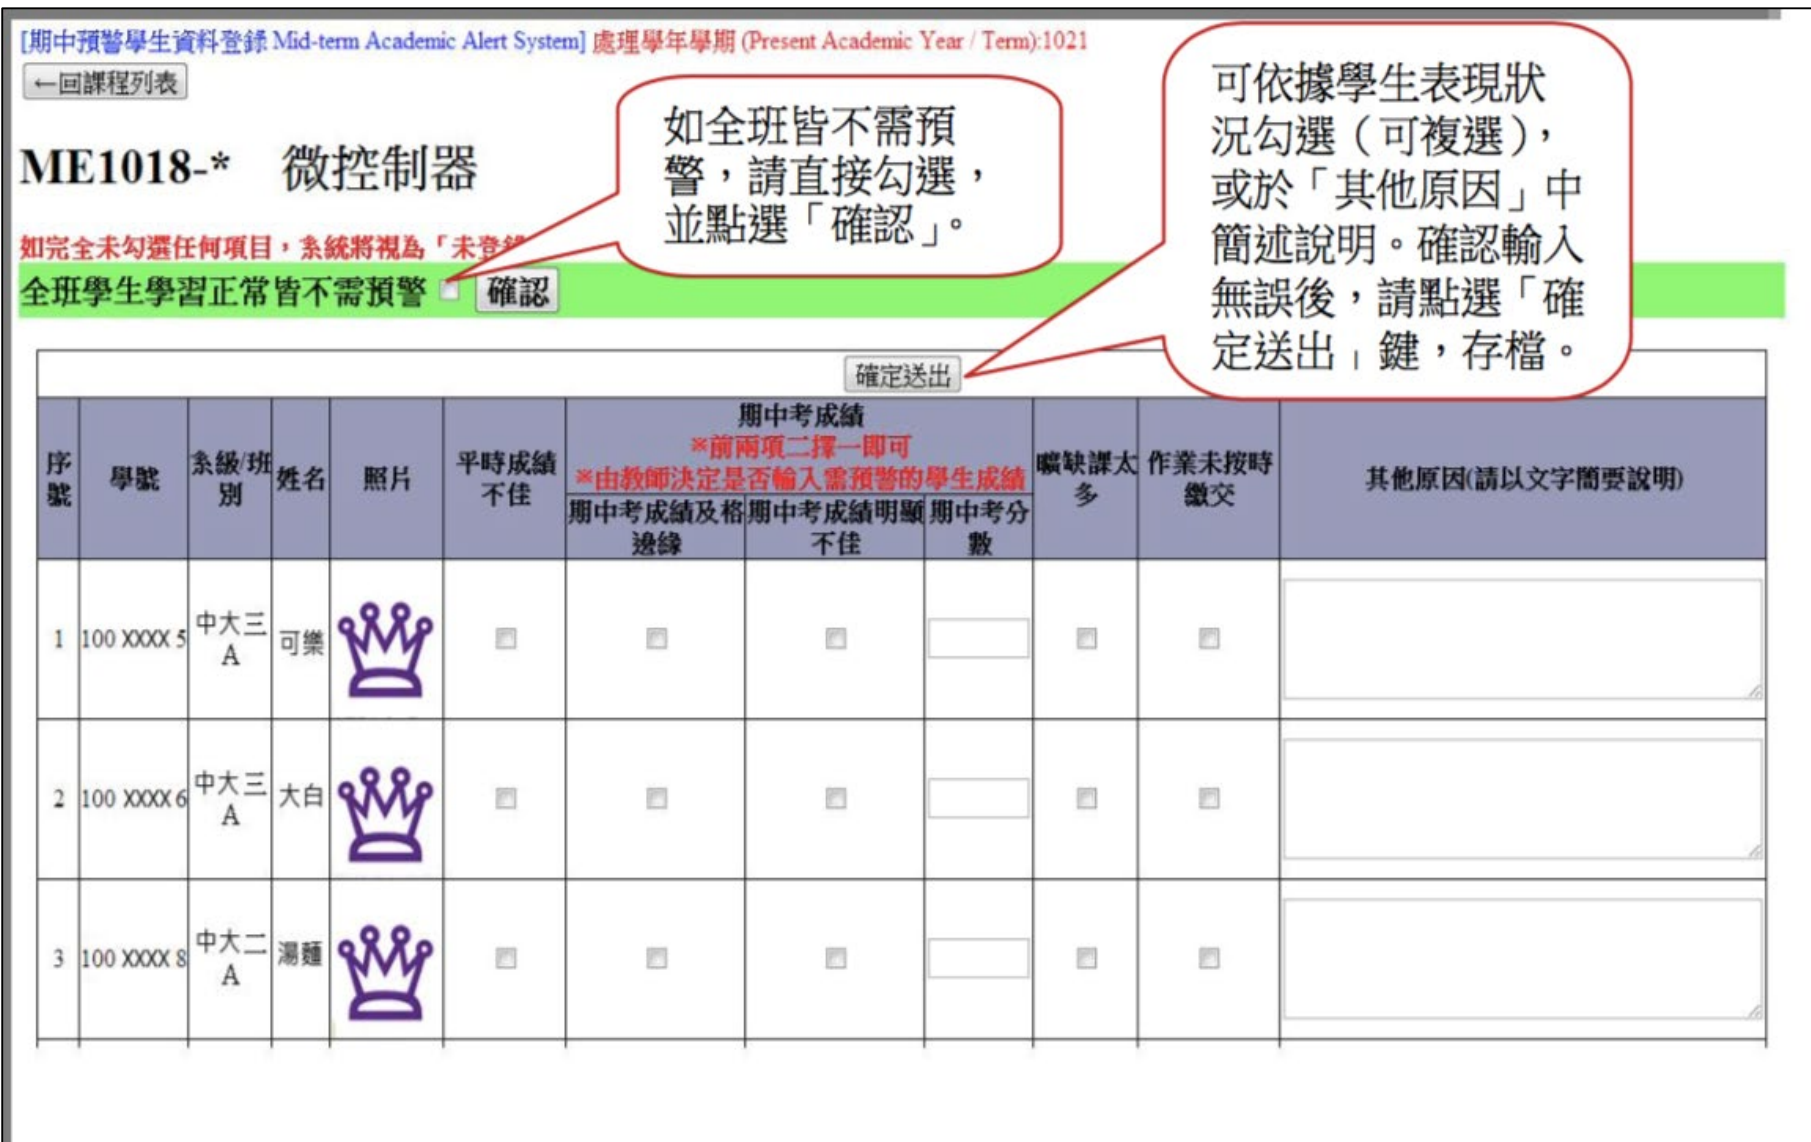 [期中預警學生資料登錄 Mid-term Academic Alert System] 處理學年學期 (Present Academic Year / Term):1021
←回課程列表
ME1018-* 微控制器
如全班皆不需預
警，請直接勾選，
並點選「確認」。
可依據學生表現狀
況勾選（可複選），
或於「其他原因」中
簡述說明。確認輸入
無誤後，請點選「確
定送出」鍵，存檔。
如完全未勾選任何項目，系統將視為「未登錄
全班學生學習正常皆不需預警 確認
確定送出
序
號
學號
系級/班
別
姓名
照片
平時成績
不佳
期中考成績
※前兩項二擇一即可
※由教師決定是否輸入需預警的學生成績
期中考成績及格
邊緣
期中考成績明顯
不佳
期中考分
數
曠缺課太
多
作業未按時
繳交
其他原因(請以文字簡要說明)
1 100 XXXX 5 中大三
A 可樂
2 100 XXXX 6 中大三
A 大白
3 100 XXXX 8 中大二
A 湯麵